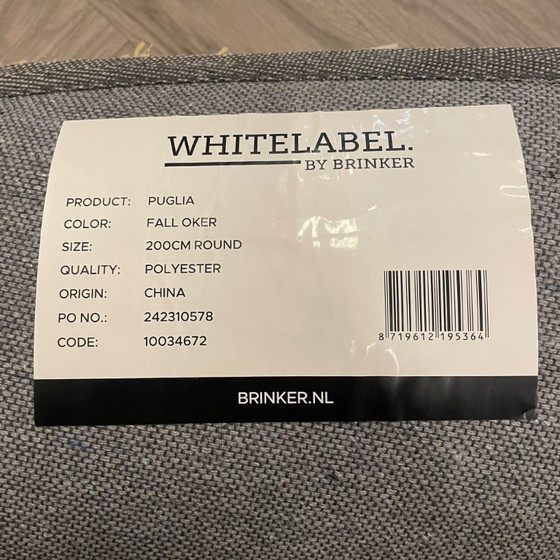 WHITELABEL.
BY BRINKER
PRODUCT: PUGLIA
COLOR: FALL OKER
SIZE: 200CM ROUND
QUALITY: POLYESTER
ORIGIN: CHINA
PO NO.: 242310578
CODE: 10034672
8 719612 195364
BRINKER.NL